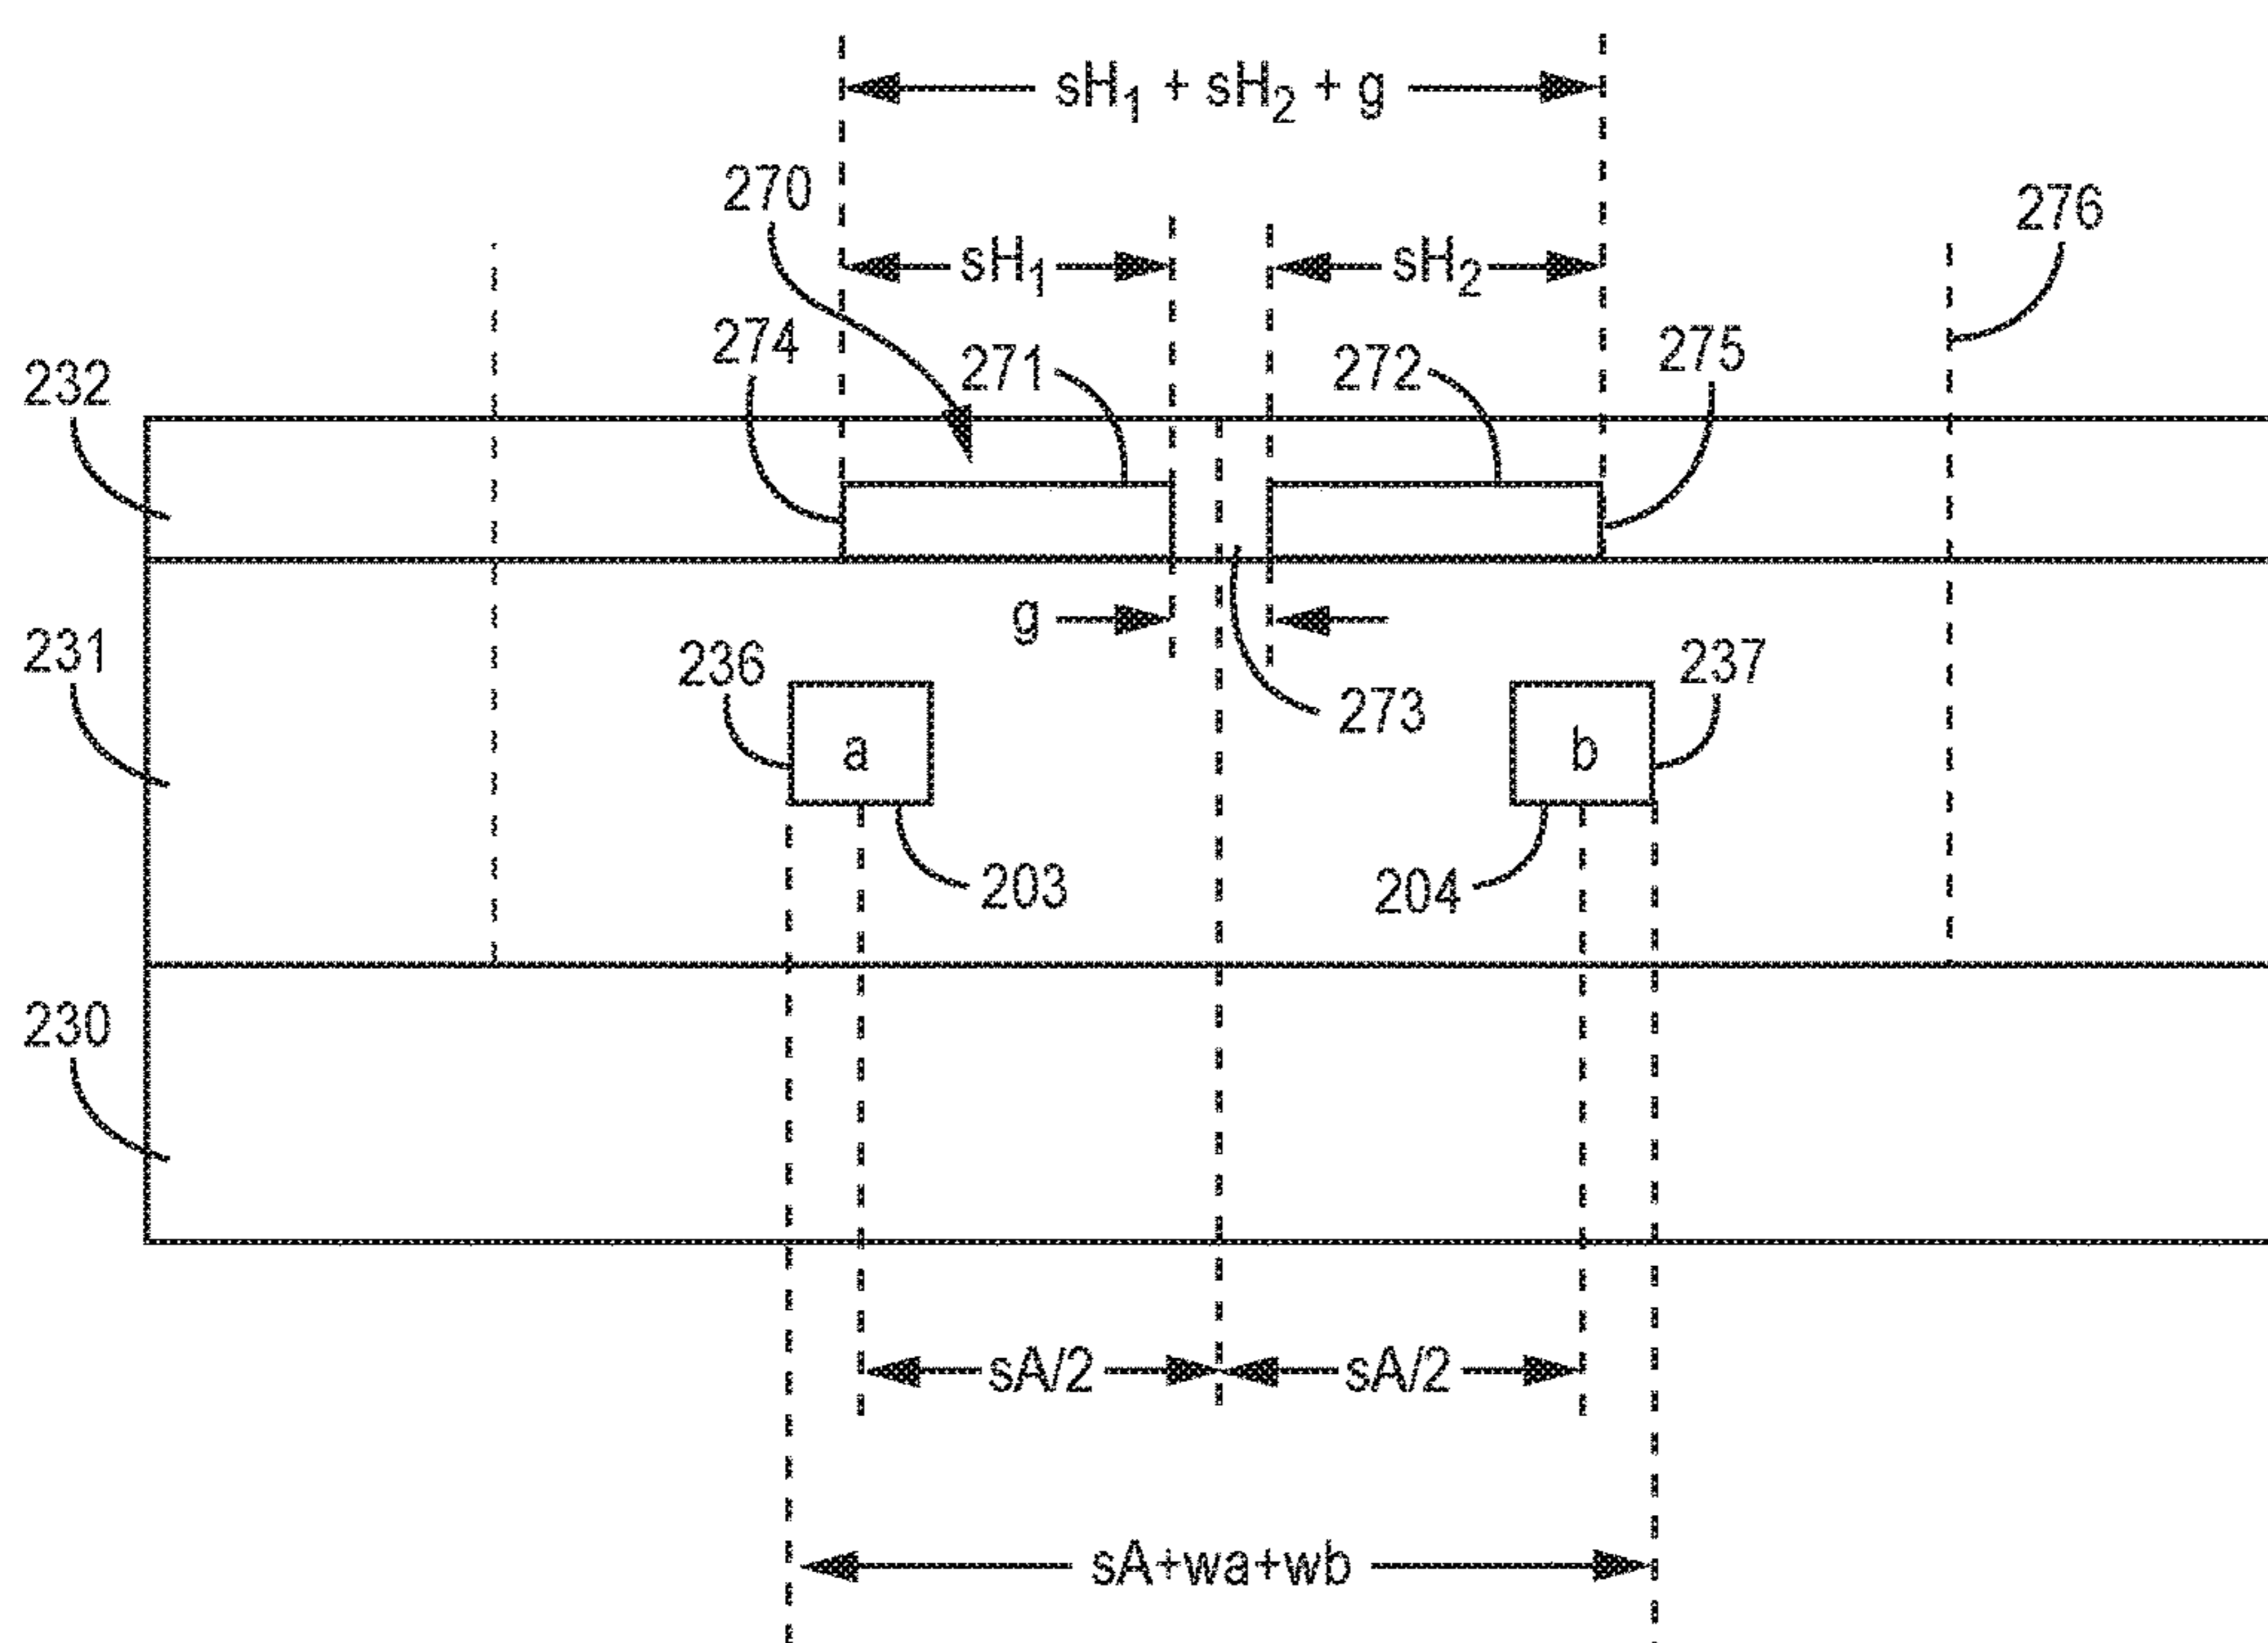 sH₁ + sH₂ + g
270
276
sH₁
sH₂
274
271
272
275
232
g
231
236
237
273
a
b
203
204
230
sA/2
sA/2
sA+wa+wb